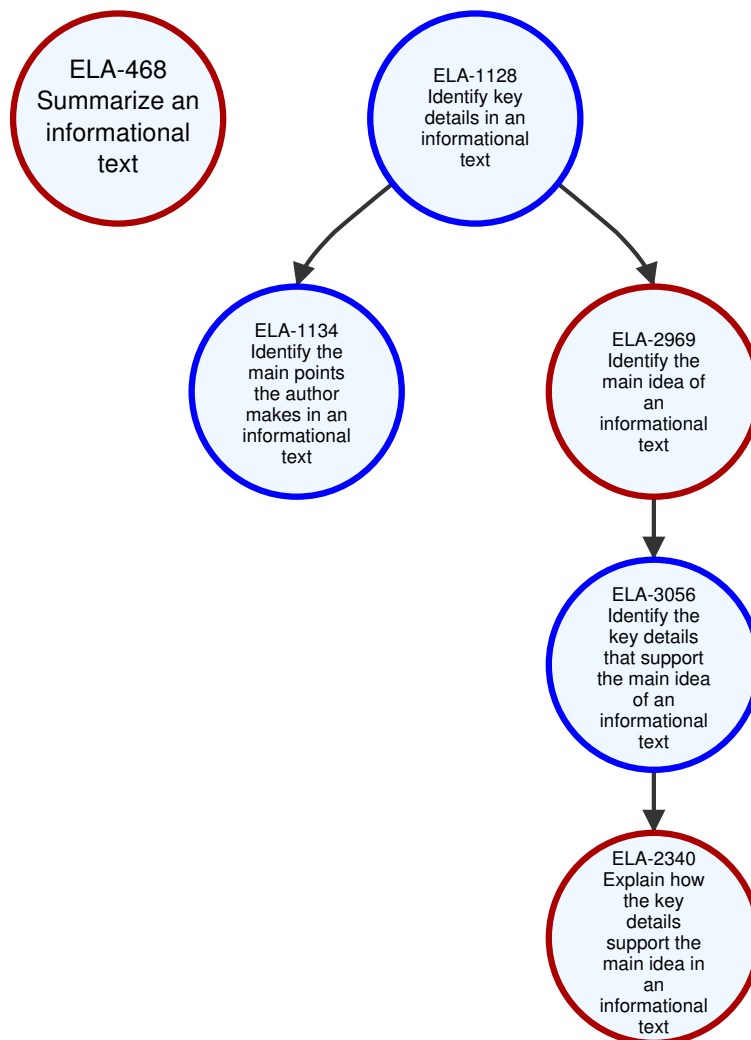 ELA-468
Summarize an
informational
text
ELA-1128
Identify key
details in an
informational
text
ELA-1134
Identify the
main points
the author
makes in an
informational
text
ELA-2969
Identify the
main idea of
an
informational
text
ELA-3056
Identify the
key details
that support
the main idea
of an
informational
text
ELA-2340
Explain how
the key
details
support the
main idea in
an
informational
text